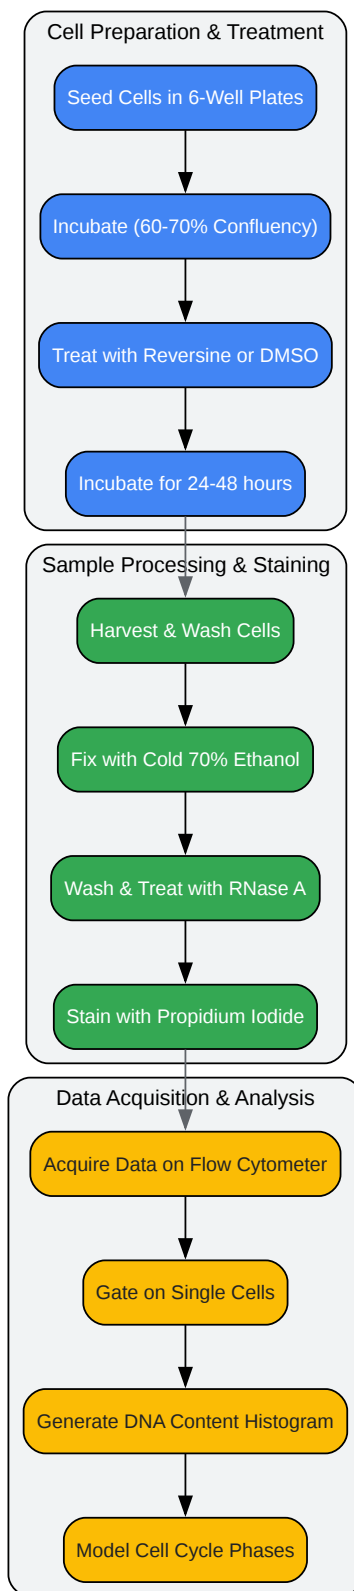 Cell Preparation & Treatment
Seed Cells in 6-Well Plates
Incubate (60-70% Confluency)
Treat with Reversine or DMSO
Incubate for 24-48 hours
Sample Processing & Staining
Harvest & Wash Cells
Fix with Cold 70% Ethanol
Wash & Treat with RNase A
Stain with Propidium Iodide
Data Acquisition & Analysis
Acquire Data on Flow Cytometer
Gate on Single Cells
Generate DNA Content Histogram
Model Cell Cycle Phases